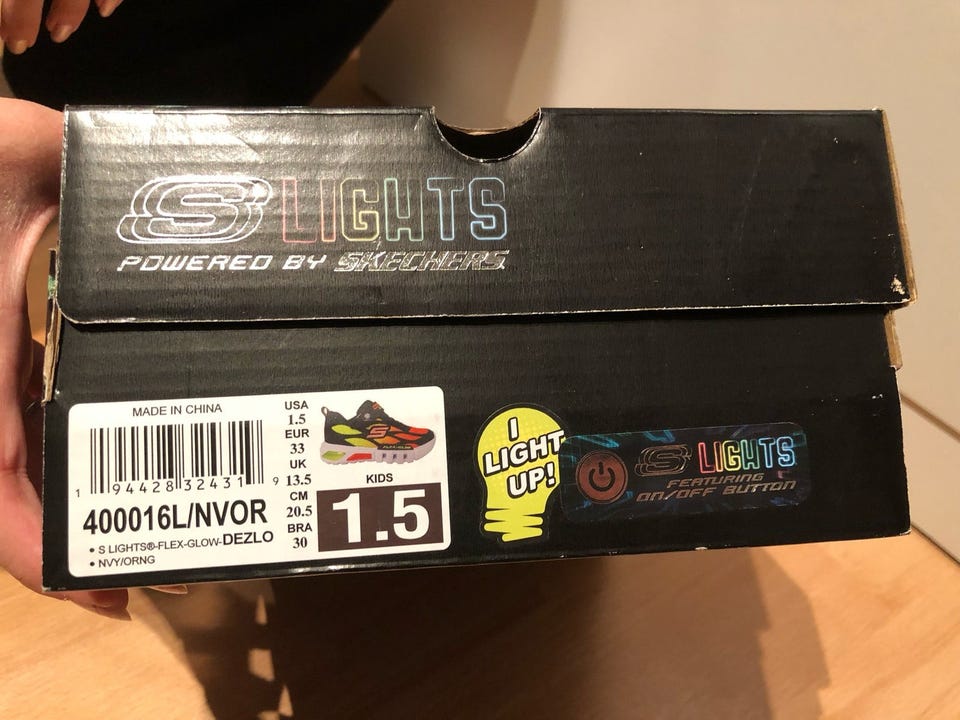 S LIGHTS
POWERED BY SKECHERS
MADE IN CHINA
1 94428 32431 9
400016L/NVOR
• S LIGHTS®-FLEX-GLOW-DEZLO
• NVY/ORNG
USA
1.5
EUR
33
UK
13.5
CM
20.5
BRA
30
KIDS
1.5
I
LIGHT
UP!
S LIGHTS
FEATURING
ON/OFF BUTTON